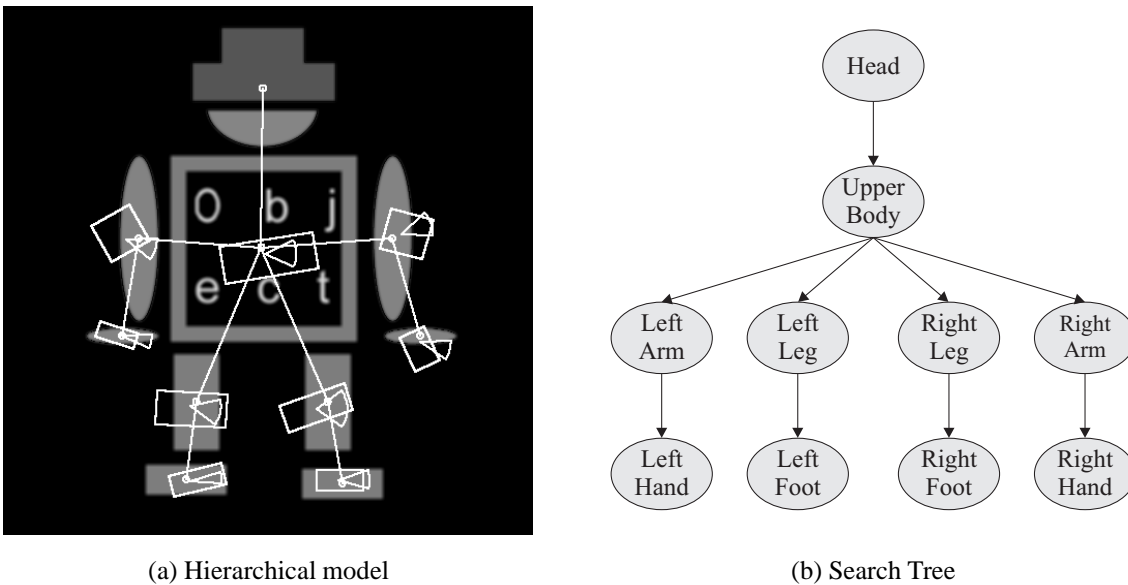 O b j
e c t
(a) Hierarchical model
Head
Upper
Body
Left
Arm
Left
Leg
Right
Leg
Right
Arm
Left
Hand
Left
Foot
Right
Foot
Right
Hand
(b) Search Tree